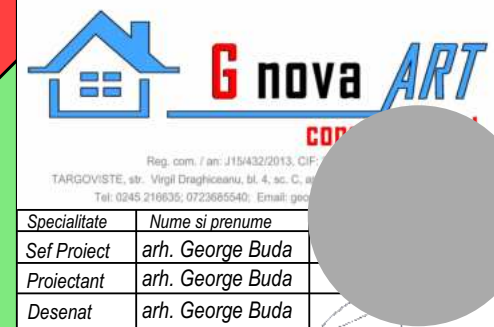 G nova ART
Reg. com. / an: J15/432/2013, CIF:
TARGOVISTE, str. Virgil Draghiceanu, bl. 4, sc. C,
Tel: 0245 216635; 0723685540; Email:
Specialitate Nume si prenume
Sef Proiect arh. George Buda
Proiectant arh. George Buda
Desenat arh. George Buda